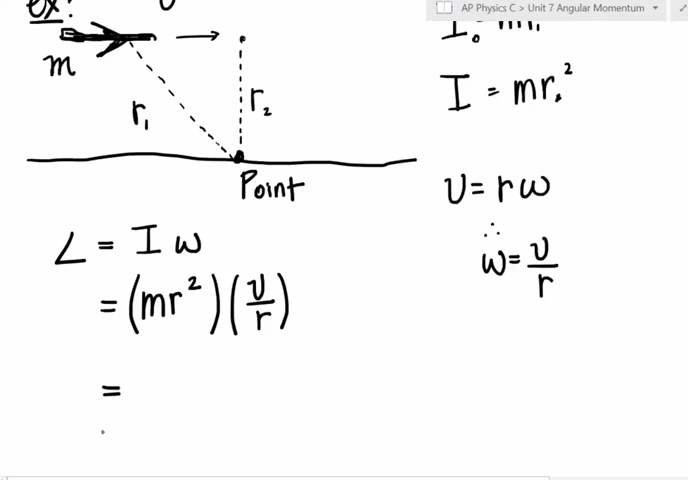 ex:
AP Physics C > Unit 7 Angular Momentum
m
r₁
r₂
Point
I = mr²
v = rω
∴
ω = v/r
L = Iω
= (mr²)(v/r)
=